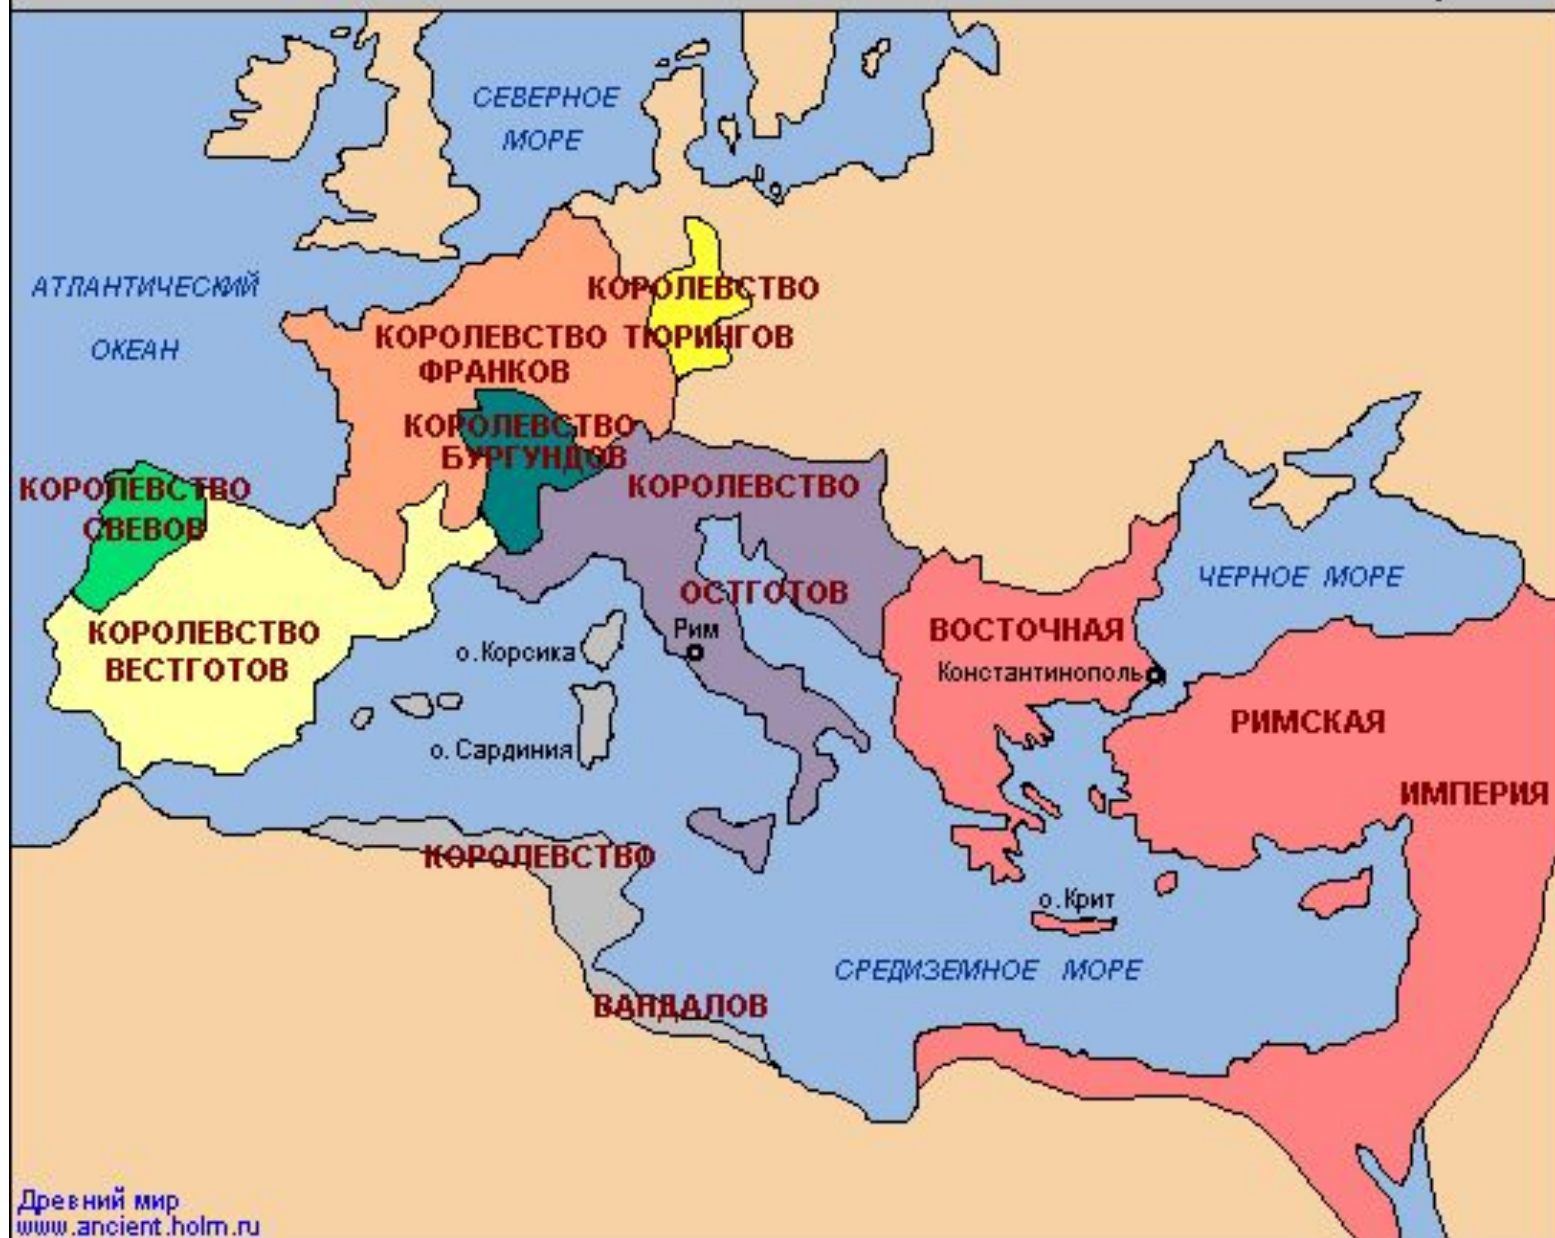 СЕВЕРНОЕ
МОРЕ
АТЛАНТИЧЕСКИЙ
ОКЕАН
КОРОЛЕВСТВО
ТЮРИНГОВ
КОРОЛЕВСТВО
ФРАНКОВ
КОРОЛЕВСТВО
БУРГУНДОВ
КОРОЛЕВСТВО
СВЕВОВ
КОРОЛЕВСТВО
ОСТГОТОВ
ЧЕРНОЕ МОРЕ
КОРОЛЕВСТВО
ВЕСТГОТОВ
о.Корсика
Рим
ВОСТОЧНАЯ
Константинополь
РИМСКАЯ
ИМПЕРИЯ
о.Сардиния
КОРОЛЕВСТВО
ВАНДАЛОВ
о.Крит
СРЕДИЗЕМНОЕ МОРЕ
Древний мир
www.ancient.holm.ru